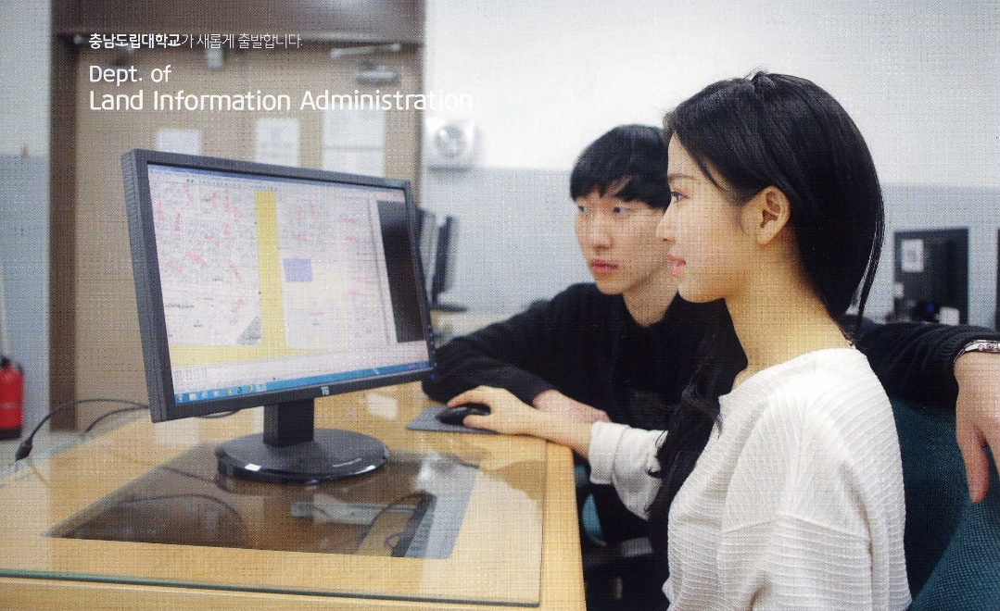 충남도립대학교가 새롭게 출발합니다.
Dept. of
Land Information Administration